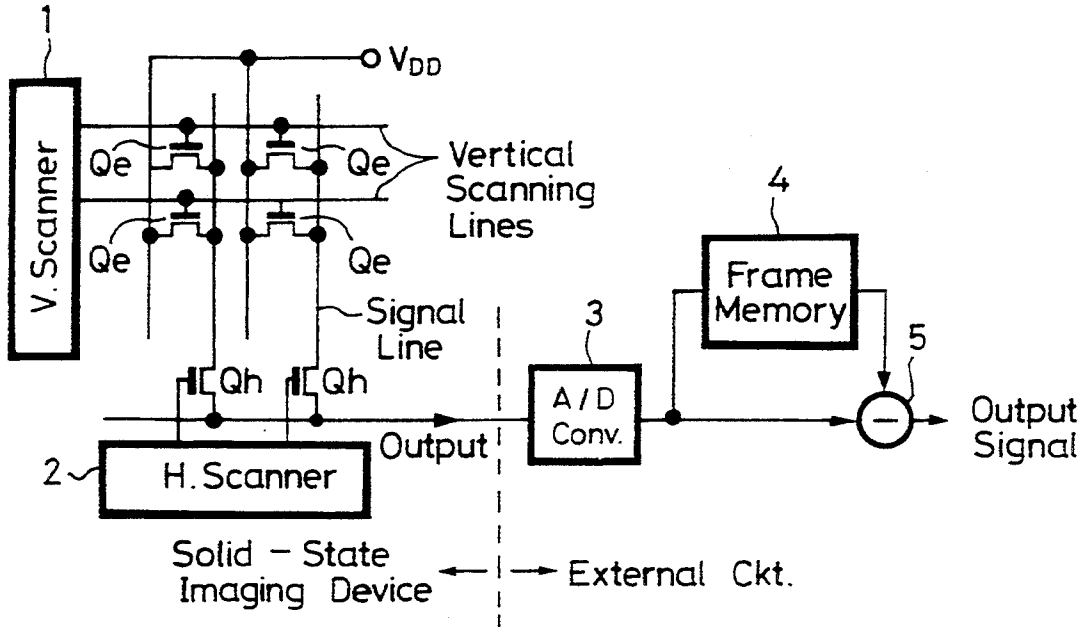 1
V_DD
V. Scanner
Qe
Qe
Vertical
Scanning
Lines
Qe
Qe
4
Frame
Memory
Signal
Line
3
5
Qh
Qh
A/D
Conv.
Output
Output
Signal
2
H. Scanner
Solid - State
Imaging Device
External Ckt.